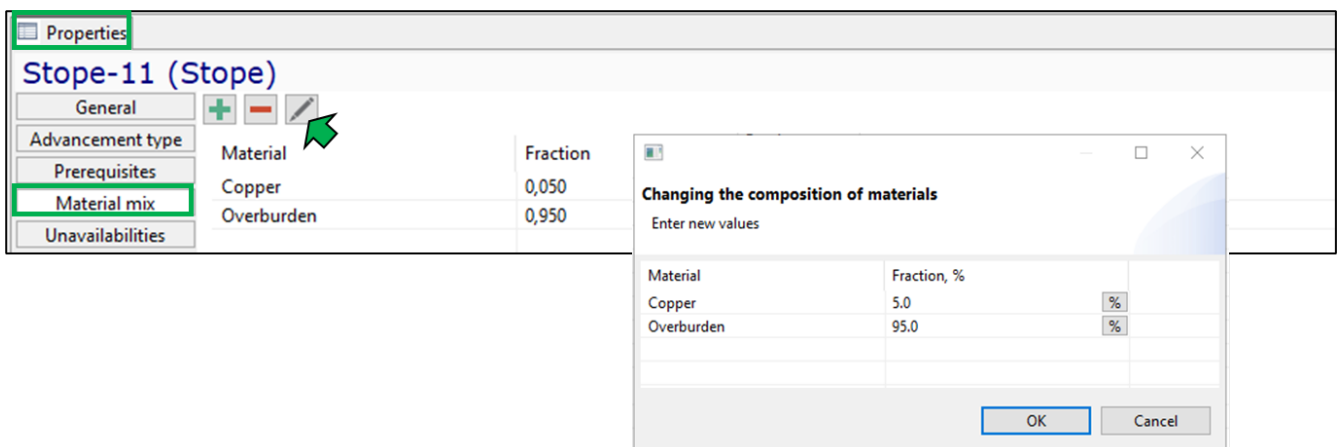 Properties
Stope-11 (Stope)
General
Advancement type
Prerequisites
Material mix
Unavailabilities
Material Fraction
Copper 0,050
Overburden 0,950
Changing the composition of materials
Enter new values
Material Fraction, %
Copper 5.0 %
Overburden 95.0 %
OK Cancel